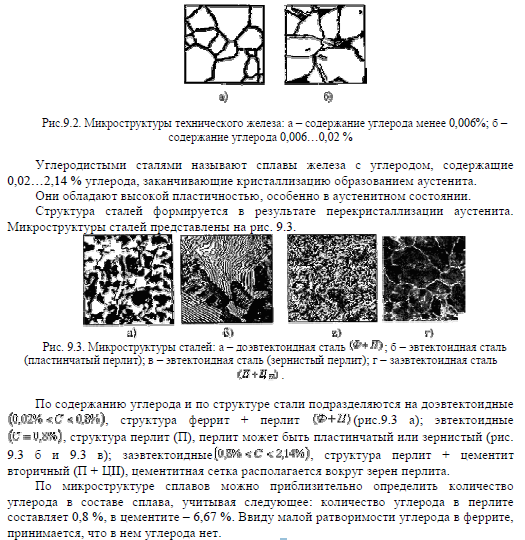 а) б)
Рис.9.2. Микроструктуры технического железа: а – содержание углерода менее 0,006%; б –
содержание углерода 0,006…0,02 %
Углеродистыми сталями называют сплавы железа с углеродом, содержащие
0,02…2,14 % углерода, заканчивающие кристаллизацию образованием аустенита.
Они обладают высокой пластичностью, особенно в аустенитном состоянии.
Структура сталей формируется в результате перекристаллизации аустенита.
Микроструктуры сталей представлены на рис. 9.3.
а) б) в) г)
Рис. 9.3. Микроструктуры сталей: а – доэвтектоидная сталь (Ф+П); б – эвтектоидная сталь
(пластинчатый перлит); в – эвтектоидная сталь (зернистый перлит); г – заэвтектоидная сталь
(П+Ц II) .
По содержанию углерода и по структуре стали подразделяются на доэвтектоидные
(0,02% < C < 0,8%), структура феррит + перлит (Ф+П) (рис.9.3 а); эвтектоидные
(C = 0,8%), структура перлит (П), перлит может быть пластинчатый или зернистый (рис.
9.3 б и 9.3 в); заэвтектоидные (0,8% < C < 2,14%), структура перлит + цементит
вторичный (П + ЦII), цементитная сетка располагается вокруг зерен перлита.
По микроструктуре сплавов можно приблизительно определить количество
углерода в составе сплава, учитывая следующее: количество углерода в перлите
составляет 0,8 %, в цементите – 6,67 %. Ввиду малой ратворимости углерода в феррите,
принимается, что в нем углерода нет.